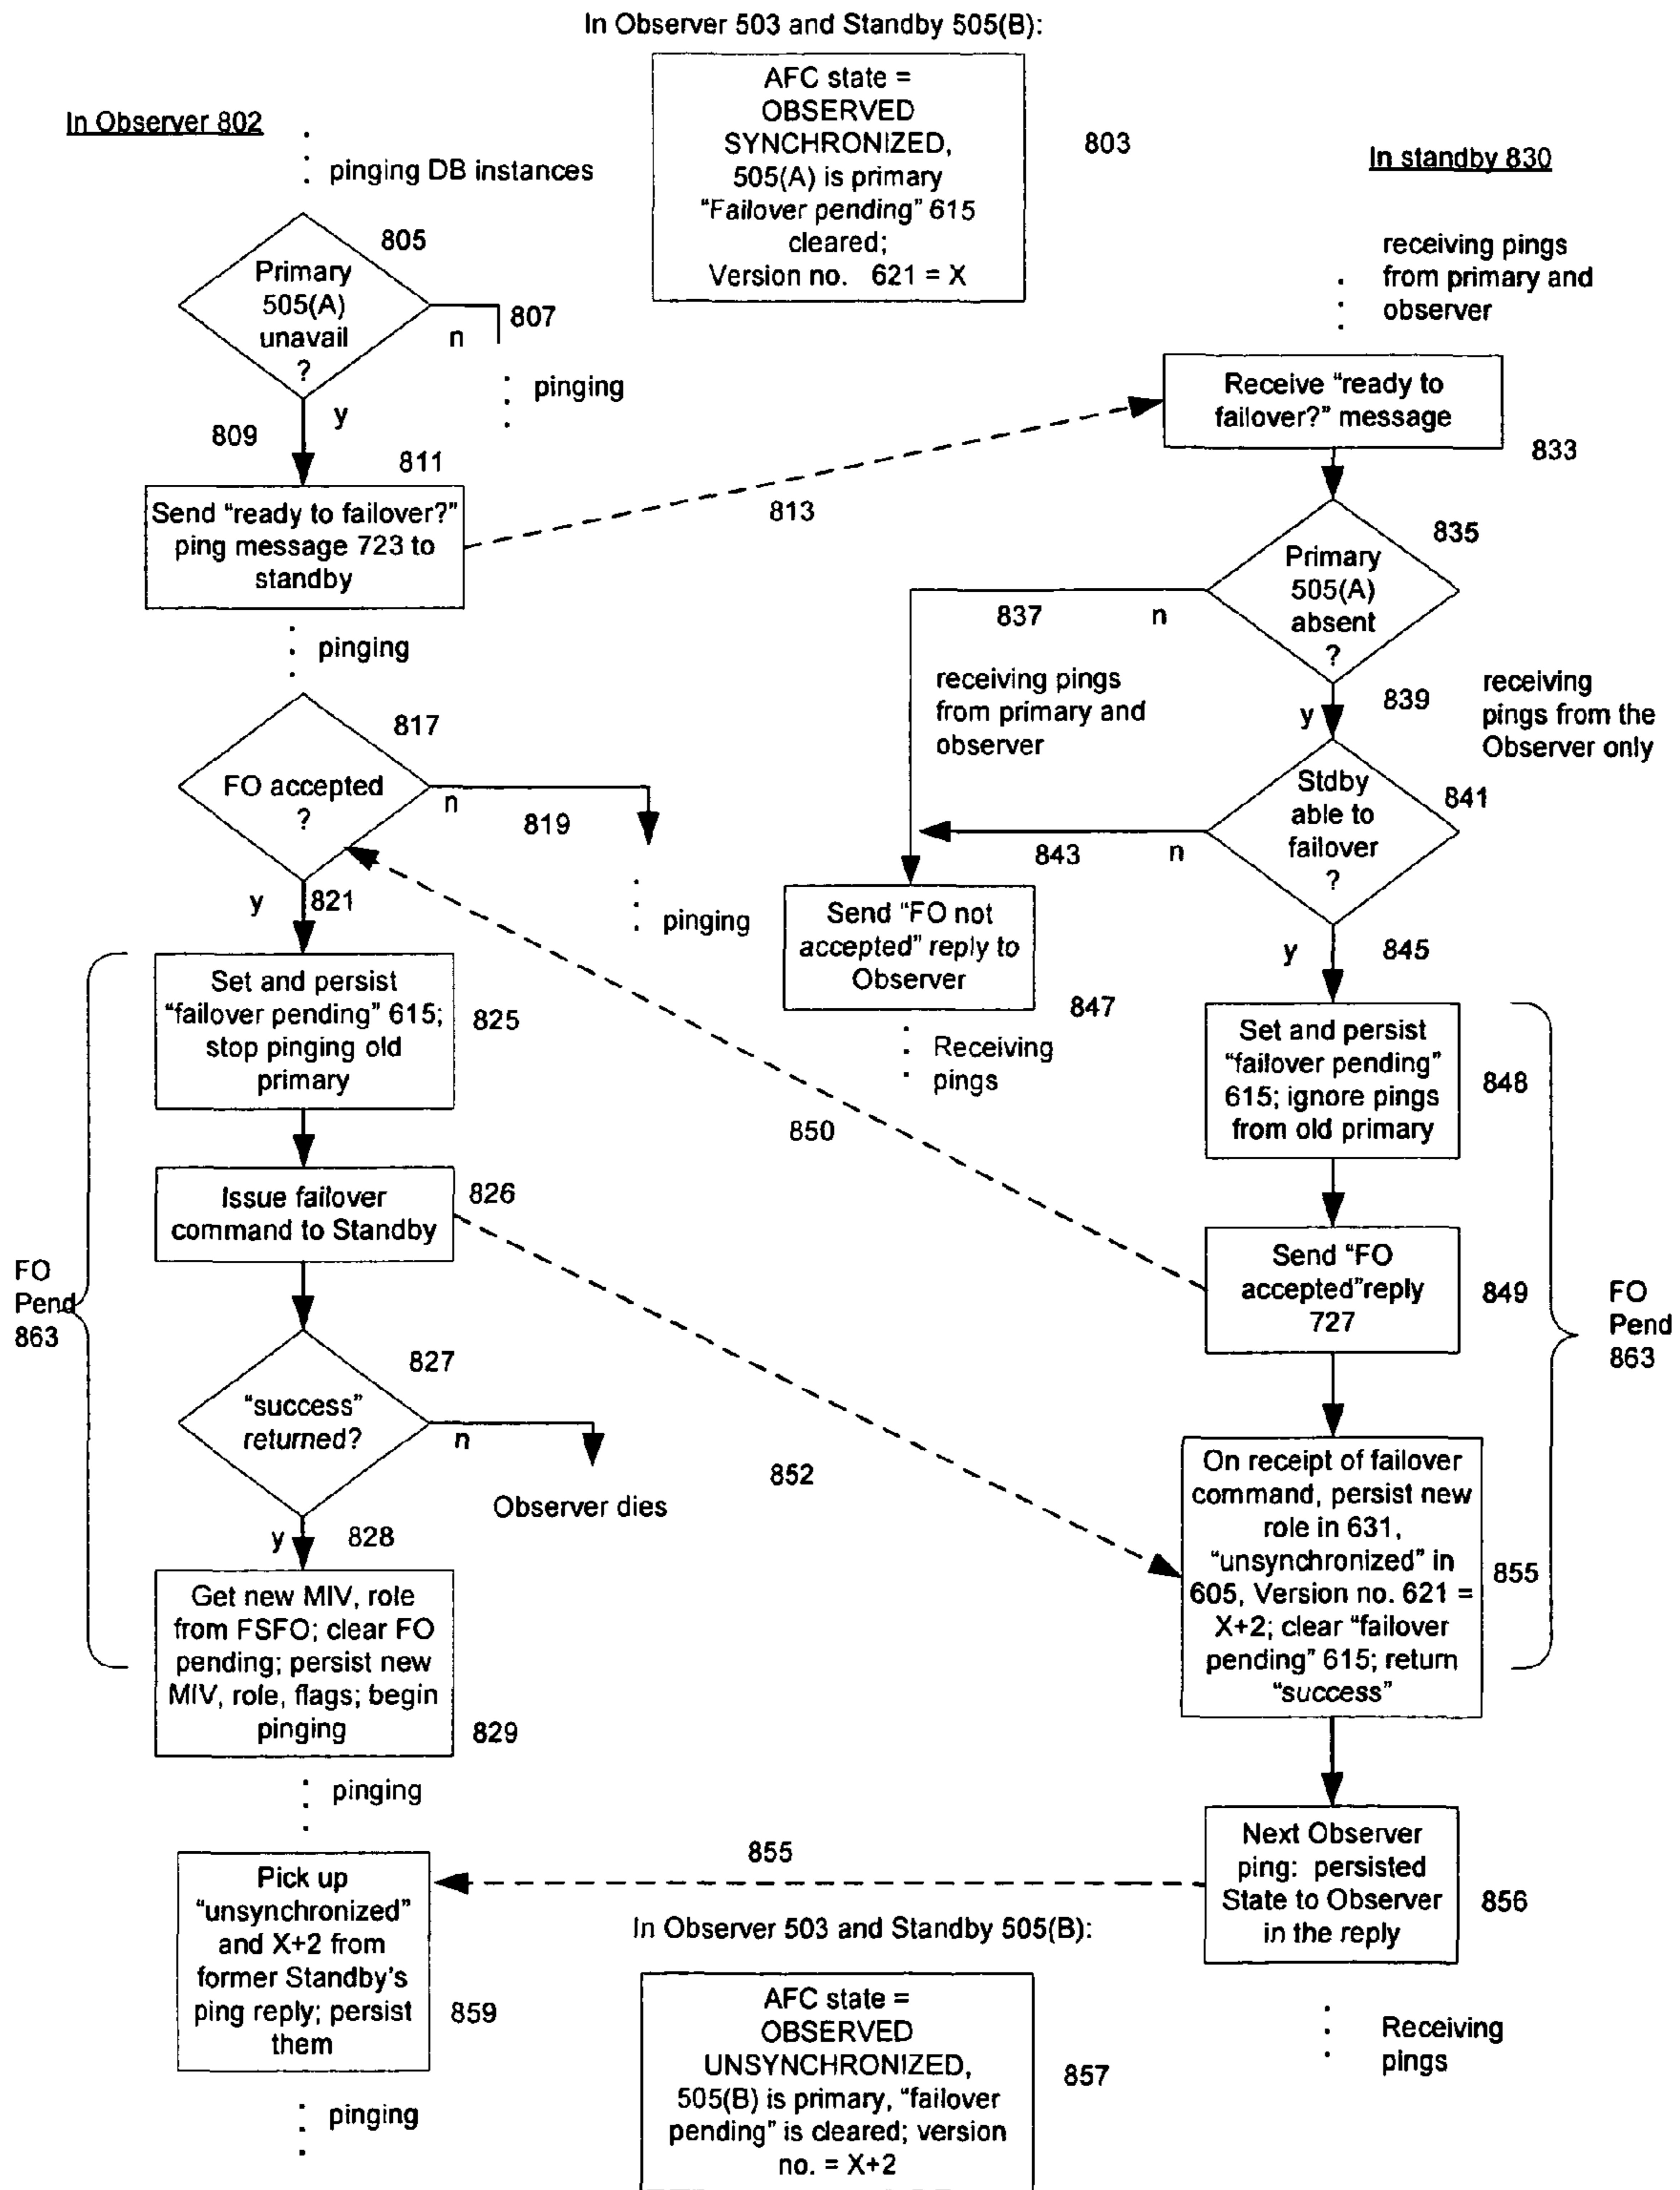 In Observer 503 and Standby 505(B):
AFC state =
OBSERVED
SYNCHRONIZED,
505(A) is primary
"Failover pending" 615
cleared;
Version no. 621 = X
803
In Observer 802
pinging DB instances
805
Primary
505(A)
unavail
?
n
807
pinging
y
809
811
Send "ready to failover?"
ping message 723 to
standby
813
pinging
817
FO accepted
?
n
819
pinging
y
821
Set and persist
"failover pending" 615;
stop pinging old
primary
825
Issue failover
command to Standby
826
FO
Pend
863
827
"success"
returned?
n
Observer dies
852
y
828
Get new MIV, role
from FSFO; clear FO
pending; persist new
MIV, role, flags; begin
pinging
829
pinging
Pick up
"unsynchronized"
and X+2 from
former Standby's
ping reply; persist
them
859
pinging
In standby 830
receiving pings
from primary and
observer
Receive "ready to
failover?" message
833
835
Primary
505(A)
absent
?
837
n
receiving pings
from primary and
observer
y
839
receiving
pings from the
Observer only
Stdby
able to
failover
?
841
843
n
Send "FO not
accepted" reply to
Observer
847
Receiving
pings
y
845
Set and persist
"failover pending"
615; ignore pings
from old primary
848
850
Send "FO
accepted"reply
727
849
FO
Pend
863
On receipt of failover
command, persist new
role in 631,
"unsynchronized" in
605, Version no. 621 =
X+2; clear "failover
pending" 615; return
"success"
855
855
Next Observer
ping: persisted
State to Observer
in the reply
856
Receiving
pings
In Observer 503 and Standby 505(B):
AFC state =
OBSERVED
UNSYNCHRONIZED,
505(B) is primary, "failover
pending" is cleared; version
no. = X+2
857